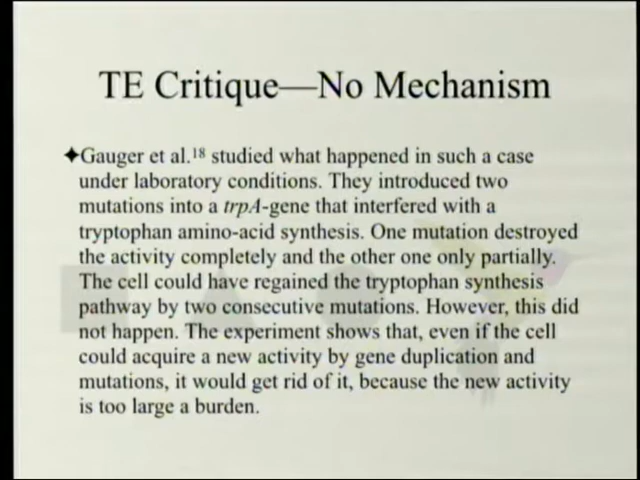 TE Critique—No Mechanism
✦Gauger et al.¹⁸ studied what happened in such a case
under laboratory conditions. They introduced two
mutations into a trpA-gene that interfered with a
tryptophan amino-acid synthesis. One mutation destroyed
the activity completely and the other one only partially.
The cell could have regained the tryptophan synthesis
pathway by two consecutive mutations. However, this did
not happen. The experiment shows that, even if the cell
could acquire a new activity by gene duplication and
mutations, it would get rid of it, because the new activity
is too large a burden.